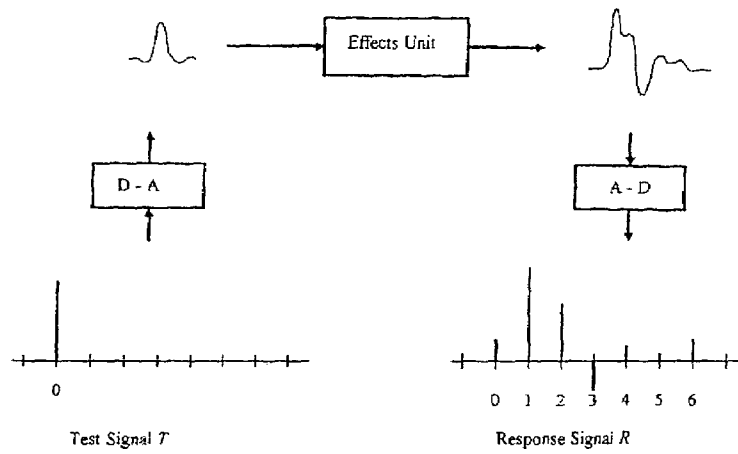 Effects Unit
D - A
A - D
0
0 1 2 3 4 5 6
Test Signal T
Response Signal R